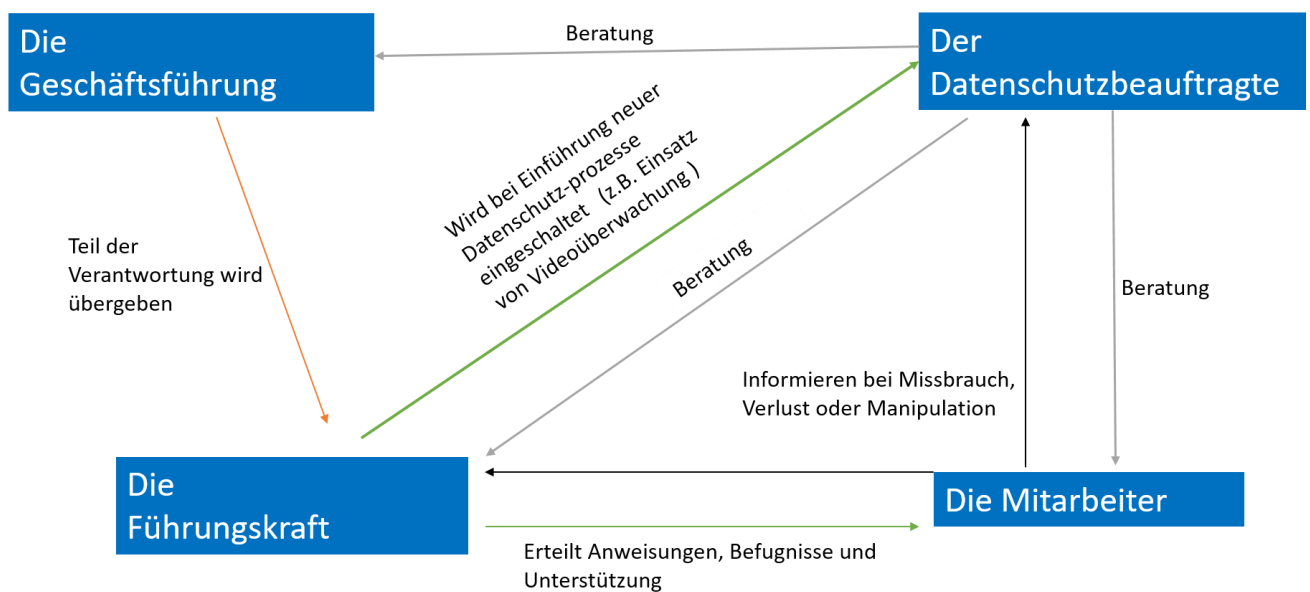 Die
Geschäftsführung
Beratung
Der
Datenschutzbeauftragte
Wird bei Einführung neuer
Datenschutz-prozesse
eingeschaltet (z.B. Einsatz
von Videoüberwachung )
Teil der
Verantwortung wird
übergeben
Beratung
Beratung
Informieren bei Missbrauch,
Verlust oder Manipulation
Die
Führungskraft
Die Mitarbeiter
Erteilt Anweisungen, Befugnisse und
Unterstützung